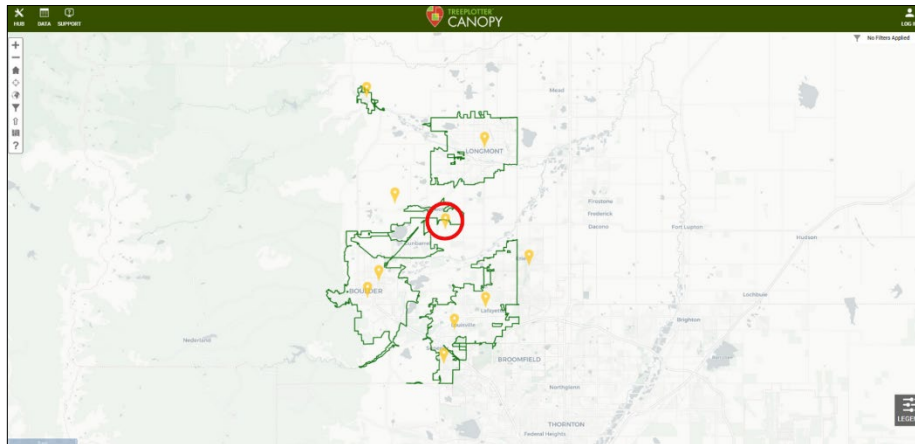 HUB DATA SUPPORT
TREEPLOTTER
CANOPY
LOG I
No Filters Applied
Mead
LONGMONT
Firestone
Frederick
Dacono
Fort Lupton
Hudson
BOULDER
Lochbuie
Lafayette
Louisville
Brighton
Nederland
BROOMFIELD
Northglenn
THORNTON
Federal Heights
LEGE